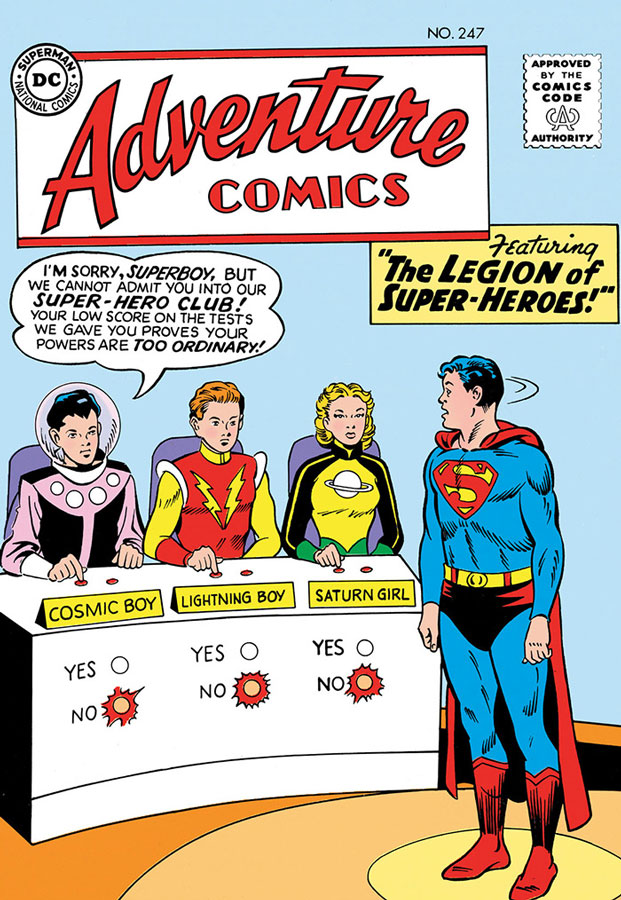 NO. 247
SUPERMAN
DC
NATIONAL COMICS
APPROVED
BY THE
COMICS
CODE
CA
AUTHORITY
Adventure
COMICS
Featuring
"The LEGION of
SUPER-HEROES!"
I'M SORRY, SUPERBOY, BUT
WE CANNOT ADMIT YOU INTO OUR
SUPER-HERO CLUB!
YOUR LOW SCORE ON THE TESTS
WE GAVE YOU PROVES YOUR
POWERS ARE TOO ORDINARY!
S
COSMIC BOY
LIGHTNING BOY
SATURN GIRL
YES
NO
YES
NO
YES
NO